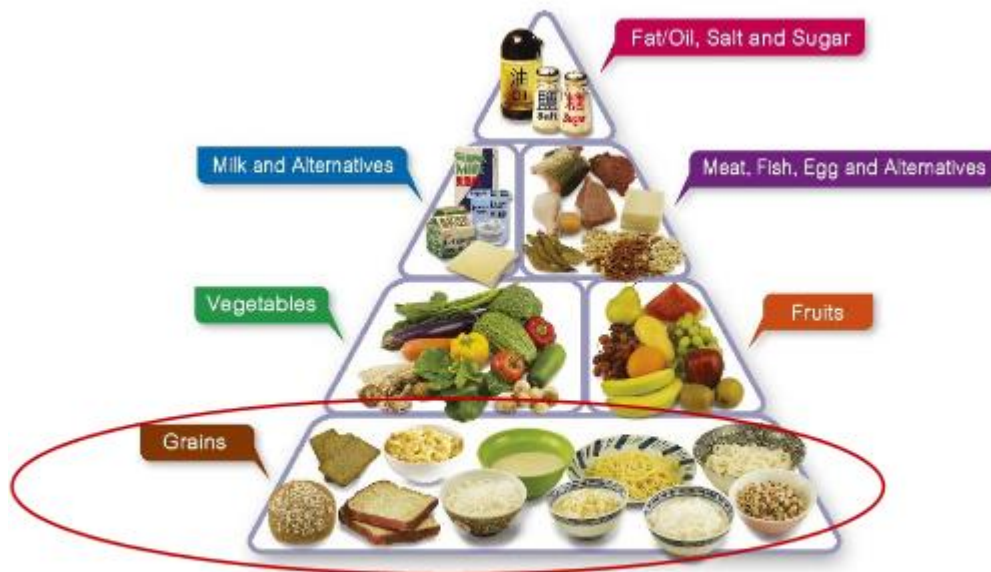 Fat/Oil, Salt and Sugar
油
OIL
鹽
Salt
糖
Sugar
Milk and Alternatives
Meat, Fish, Egg and Alternatives
Vegetables
Fruits
Grains